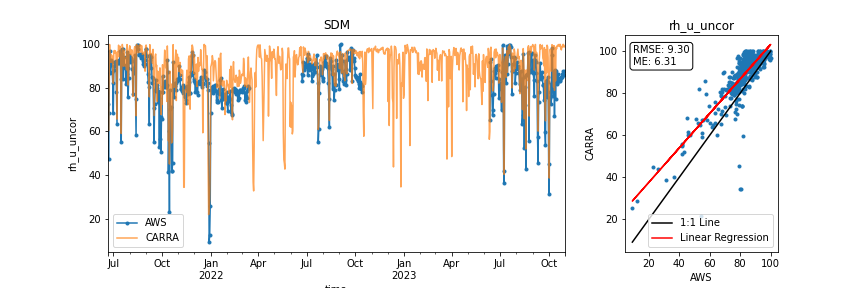 SDM
rh_u_uncor
100
80
60
40
20
AWS
CARRA
Jul
Oct
Jan
2022
Apr
Jul
Oct
Jan
2023
Apr
Jul
Oct
time
rh_u_uncor
CARRA
100
80
60
40
20
RMSE: 9.30
ME: 6.31
1:1 Line
Linear Regression
20
40
60
80
100
AWS